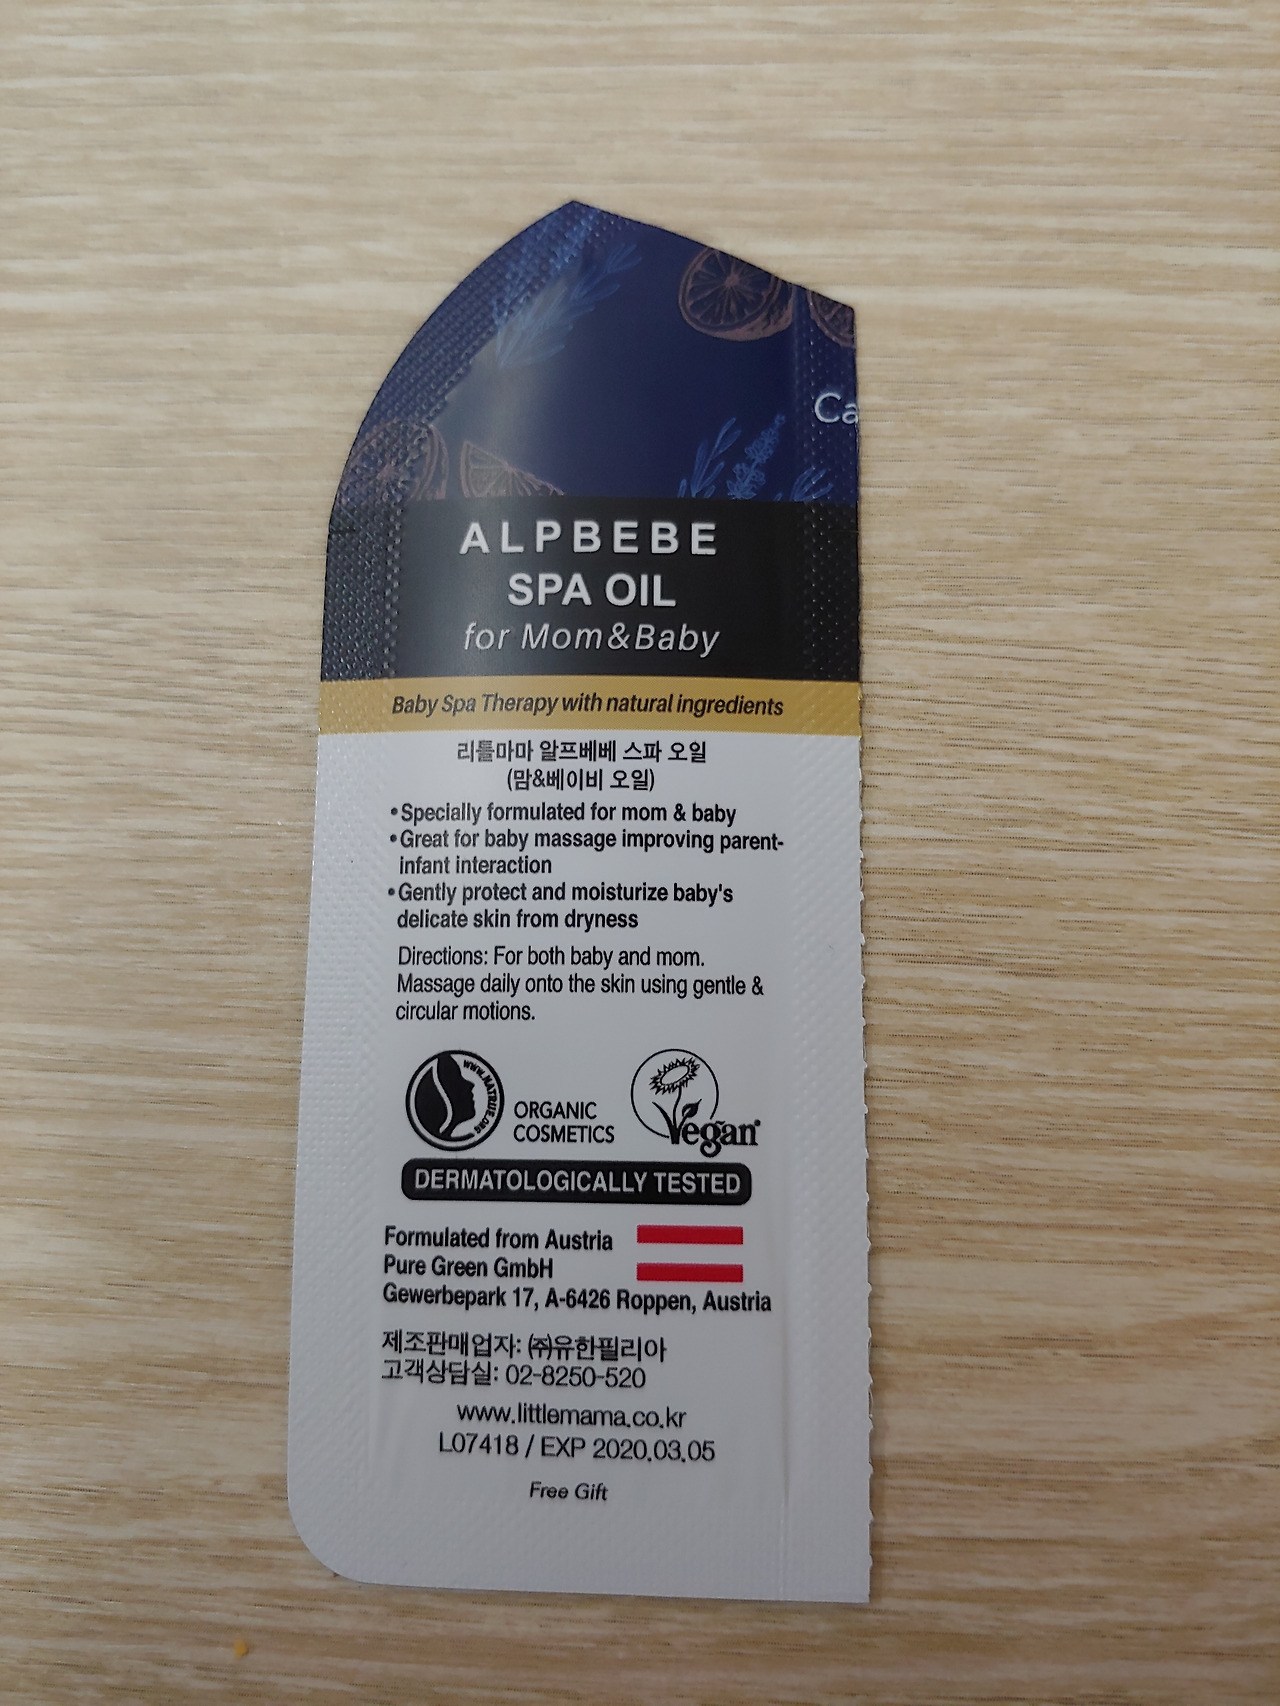 Ca
ALPBEBE
SPA OIL
for Mom&Baby
Baby Spa Therapy with natural ingredients
리틀마마 알프베베 스파 오일
(맘&베이비 오일)
•Specially formulated for mom & baby
•Great for baby massage improving parent-
infant interaction
•Gently protect and moisturize baby's
delicate skin from dryness
Directions: For both baby and mom.
Massage daily onto the skin using gentle &
circular motions.
WWW.NATRUE.ORG
ORGANIC
COSMETICS
Vegan
DERMATOLOGICALLY TESTED
Formulated from Austria
Pure Green GmbH
Gewerbepark 17, A-6426 Roppen, Austria
제조판매업자: ㈜유한필리아
고객상담실: 02-8250-520
www.littlemama.co.kr
L07418 / EXP 2020.03.05
Free Gift